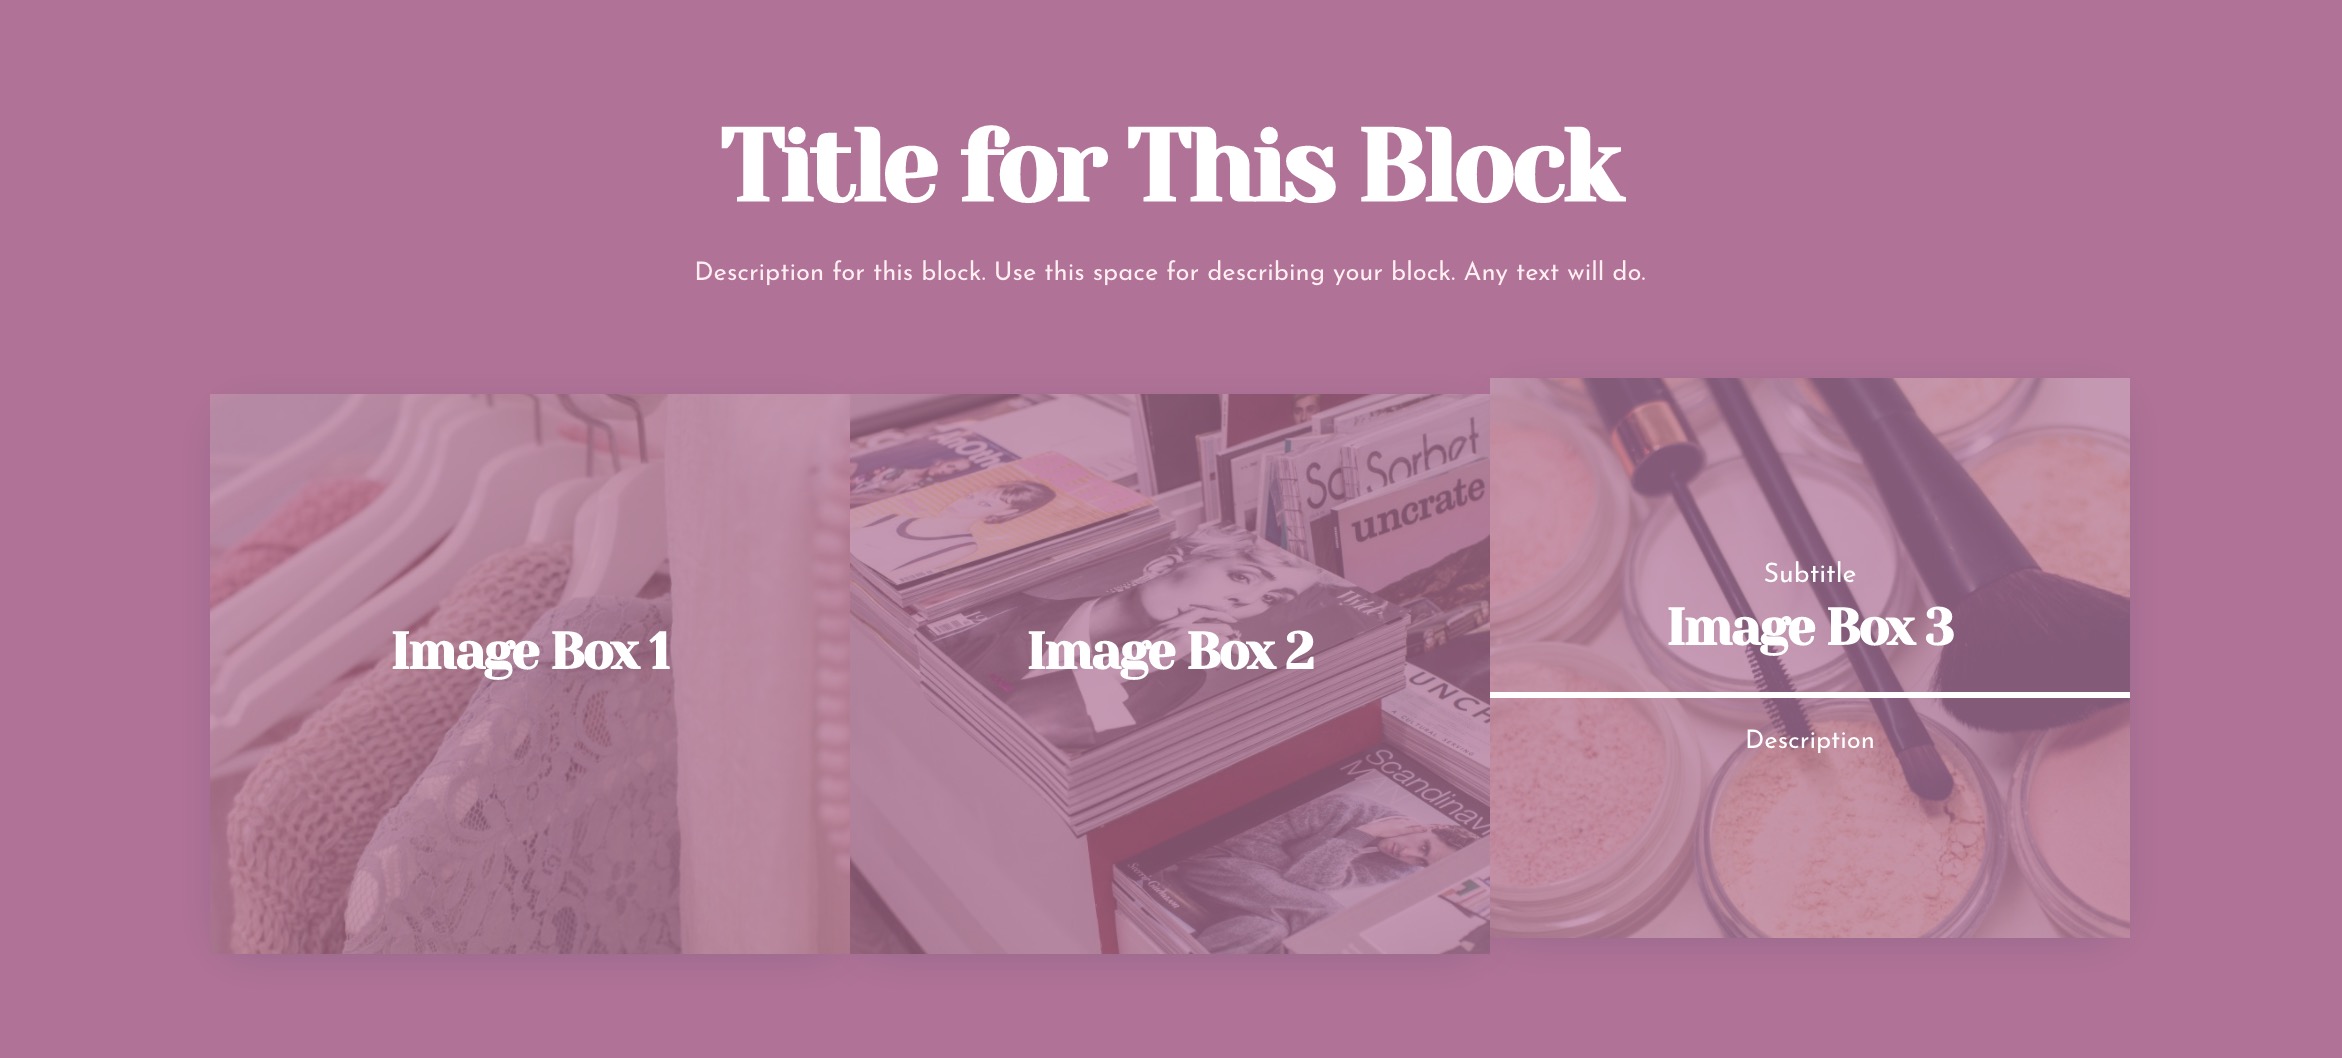 Title for This Block
Description for this block. Use this space for describing your block. Any text will do.
Image Box 1
Sorbet
uncrate
Image Box 2
Scandinav
Subtitle
Image Box 3
Description